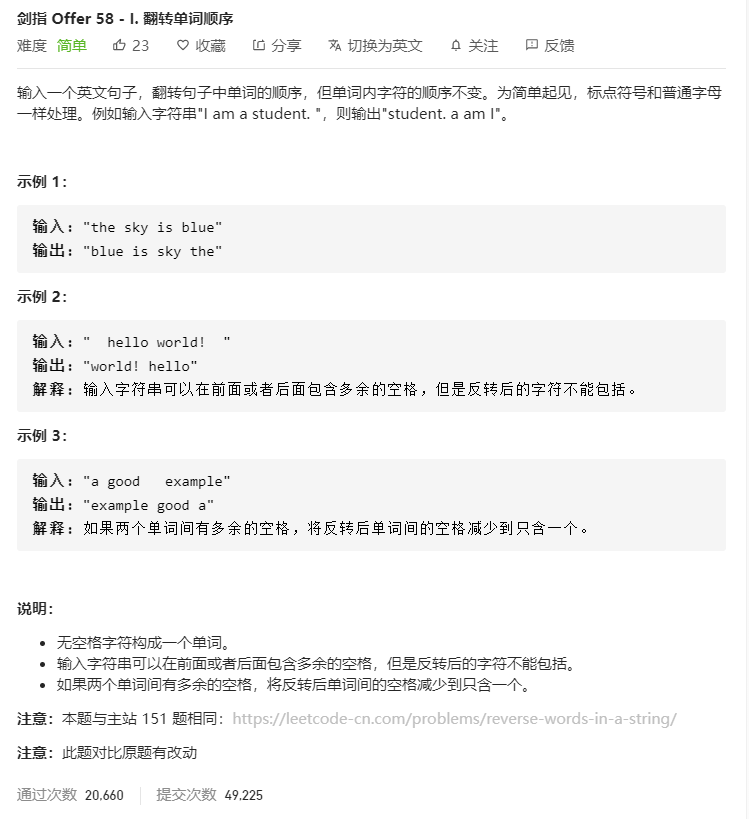 剑指 Offer 58 - I. 翻转单词顺序
难度 简单 23 收藏 分享 切换为英文 关注 反馈
输入一个英文句子，翻转句子中单词的顺序，但单词内字符的顺序不变。为简单起见，标点符号和普通字母
一样处理。例如输入字符串"I am a student. "，则输出"student. a am I"。
示例 1：
输入: "the sky is blue"
输出: "blue is sky the"
示例 2：
输入: "  hello world!  "
输出: "world! hello"
解释: 输入字符串可以在前面或者后面包含多余的空格，但是反转后的字符不能包括。
示例 3：
输入: "a good   example"
输出: "example good a"
解释: 如果两个单词间有多余的空格，将反转后单词间的空格减少到只含一个。
说明：
• 无空格字符构成一个单词。
• 输入字符串可以在前面或者后面包含多余的空格，但是反转后的字符不能包括。
• 如果两个单词间有多余的空格，将反转后单词间的空格减少到只含一个。
注意：本题与主站 151 题相同：https://leetcode-cn.com/problems/reverse-words-in-a-string/
注意：此题对比原题有改动
通过次数 20,660 提交次数 49,225